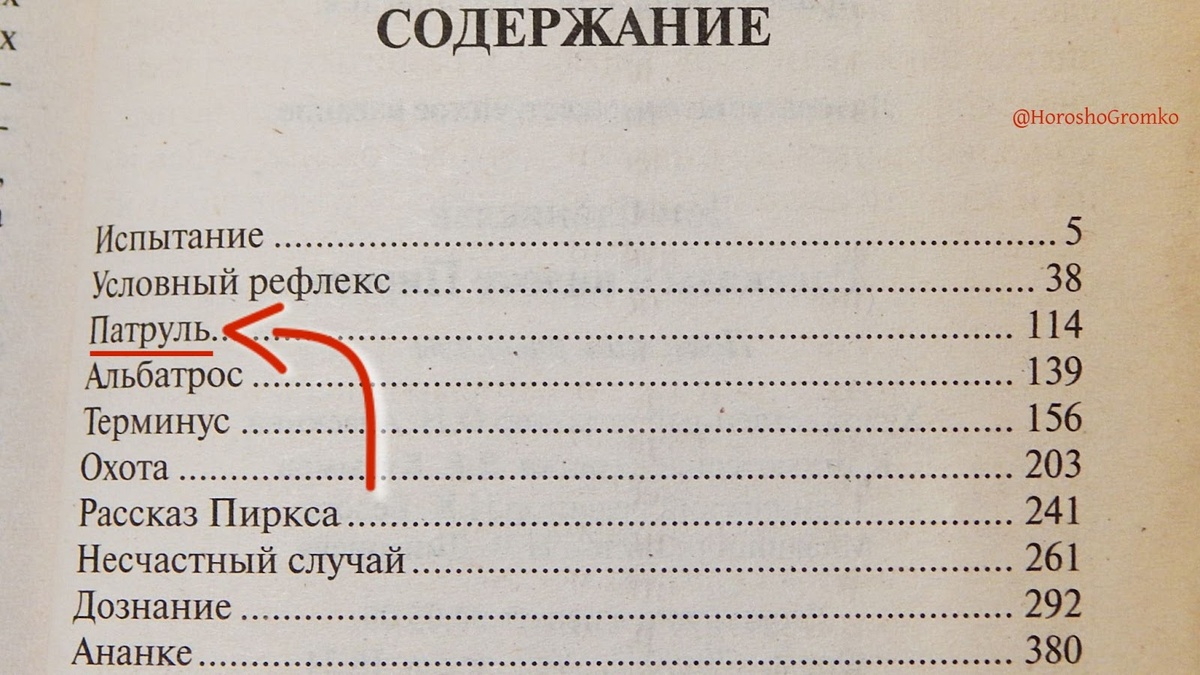 СОДЕРЖАНИЕ
@HoroshoGromko
Испытание ........ 5
Условный рефлекс ........ 38
Патруль ........ 114
Альбатрос ........ 139
Терминус ........ 156
Охота ........ 203
Рассказ Пиркса ........ 241
Несчастный случай ........ 261
Дознание ........ 292
Ананке ........ 380